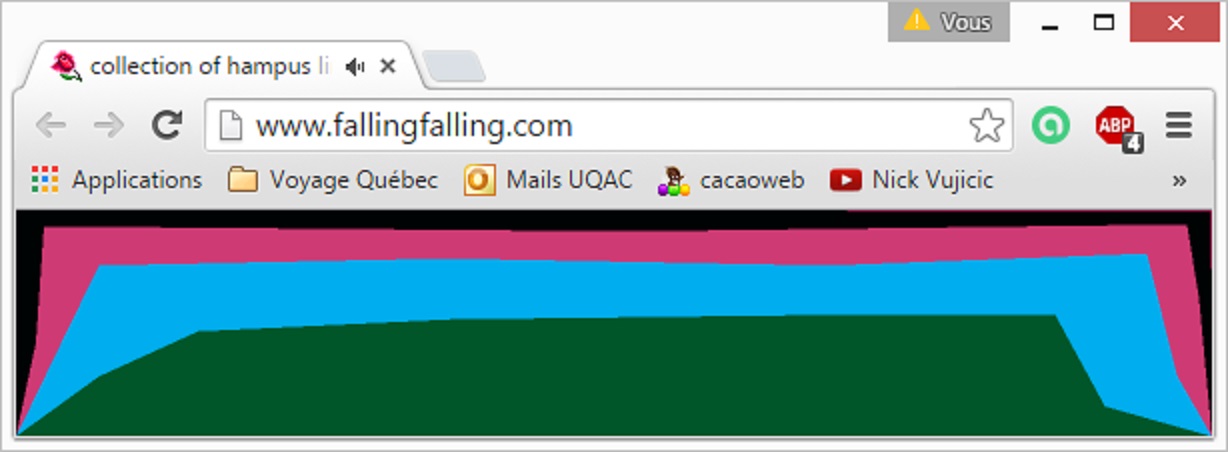 Vous
collection of hampus li
www.fallingfalling.com
ABP
4
Applications Voyage Québec Mails UQAC cacaoweb Nick Vujicic »